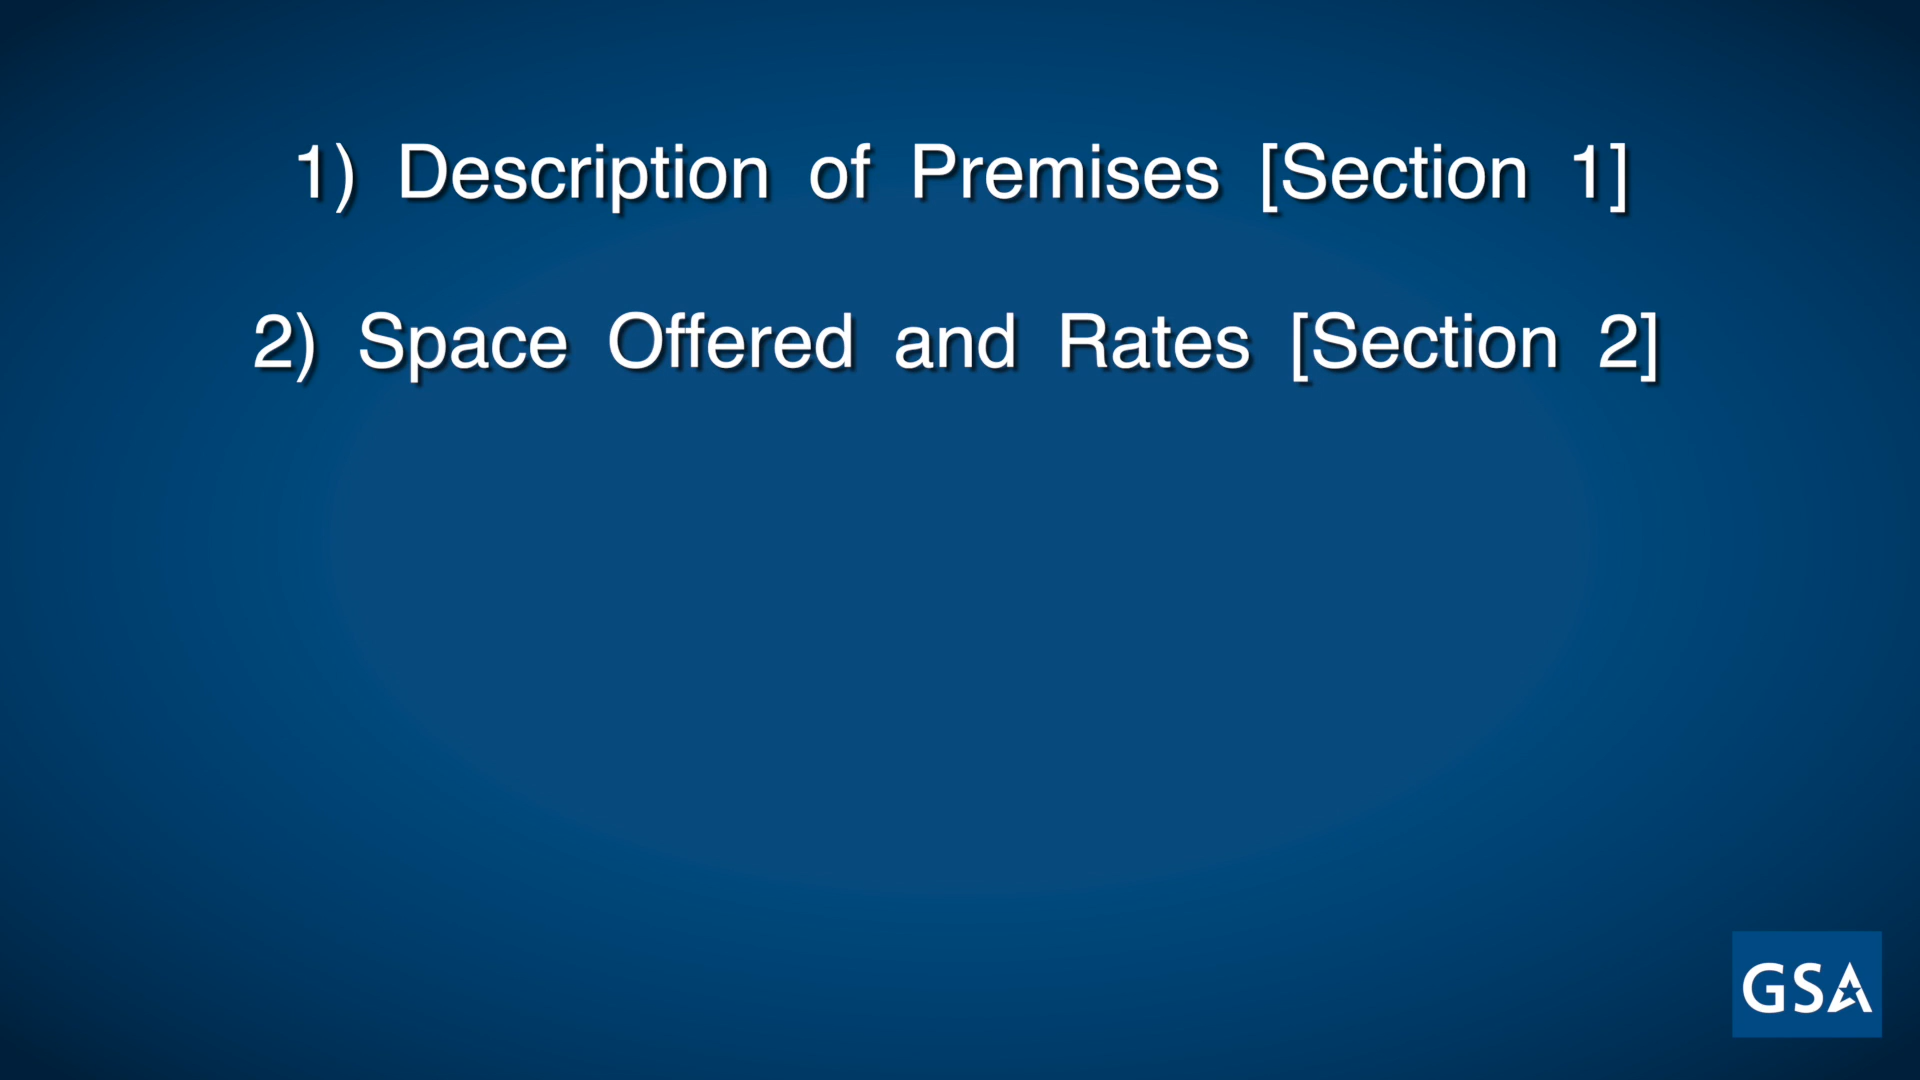 1) Description of Premises [Section 1]
2) Space Offered and Rates [Section 2]
GSA